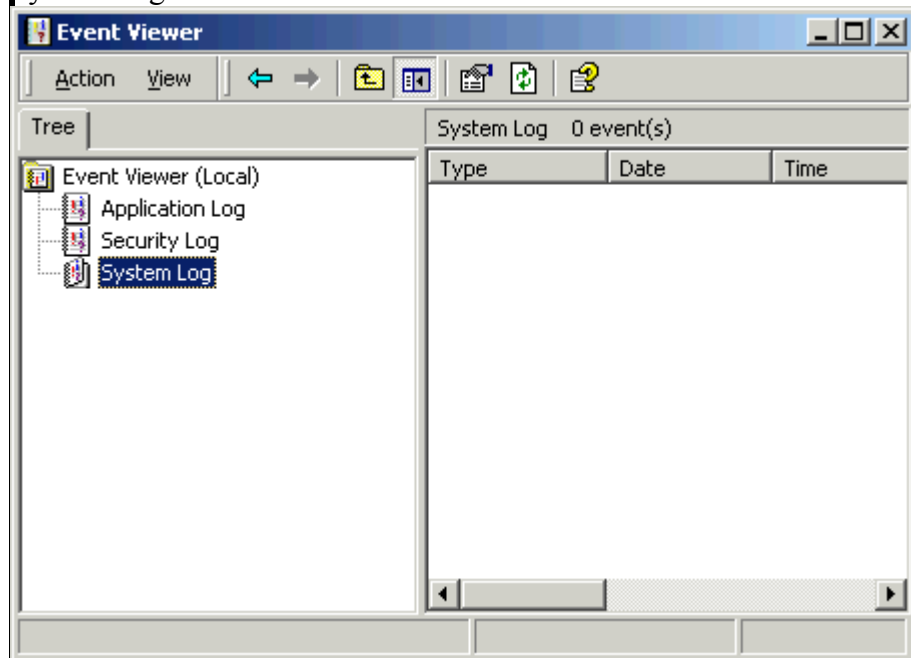 Event Viewer
Action View
Tree
System Log 0 event(s)
Type Date Time
Event Viewer (Local)
Application Log
Security Log
System Log